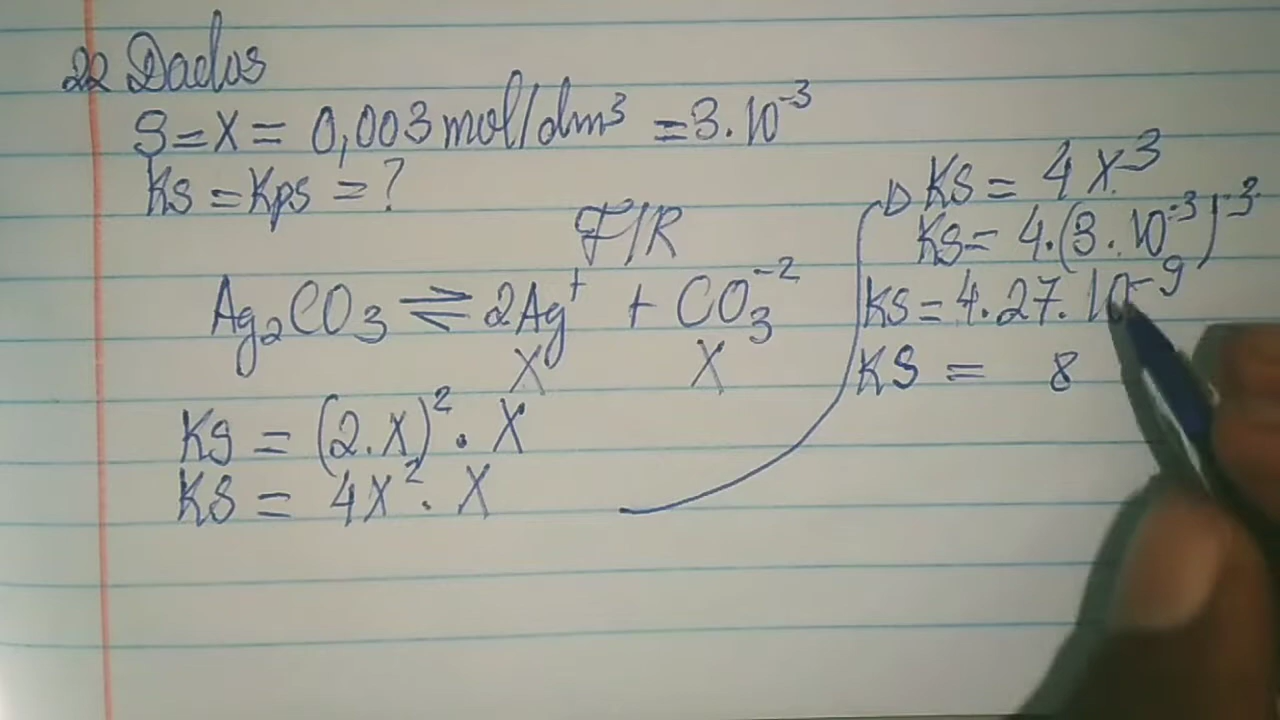 22 Dados
S = X = 0,003 mol/dm³ = 3.10⁻³
Ks = Kps = ?
F/R
Ag₂CO₃ ⇌ 2Ag⁺ + CO₃⁻²
X X
KS = (2.X)² . X
KS = 4X² . X
KS = 4X³
KS = 4.(3.10⁻³)³
KS = 4.27.10⁻⁹
KS = 8